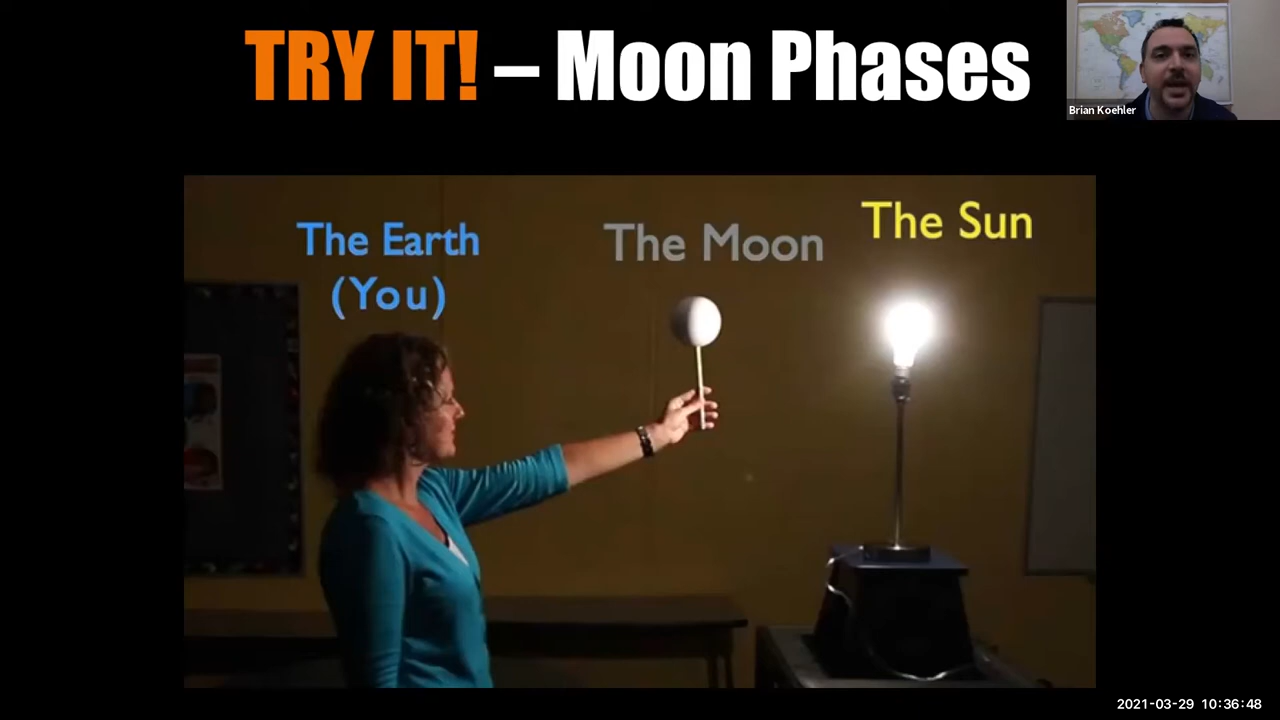 TRY IT! – Moon Phases
Brian Koehler
The Earth
(You)
The Moon
The Sun
2021-03-29 10:36:48